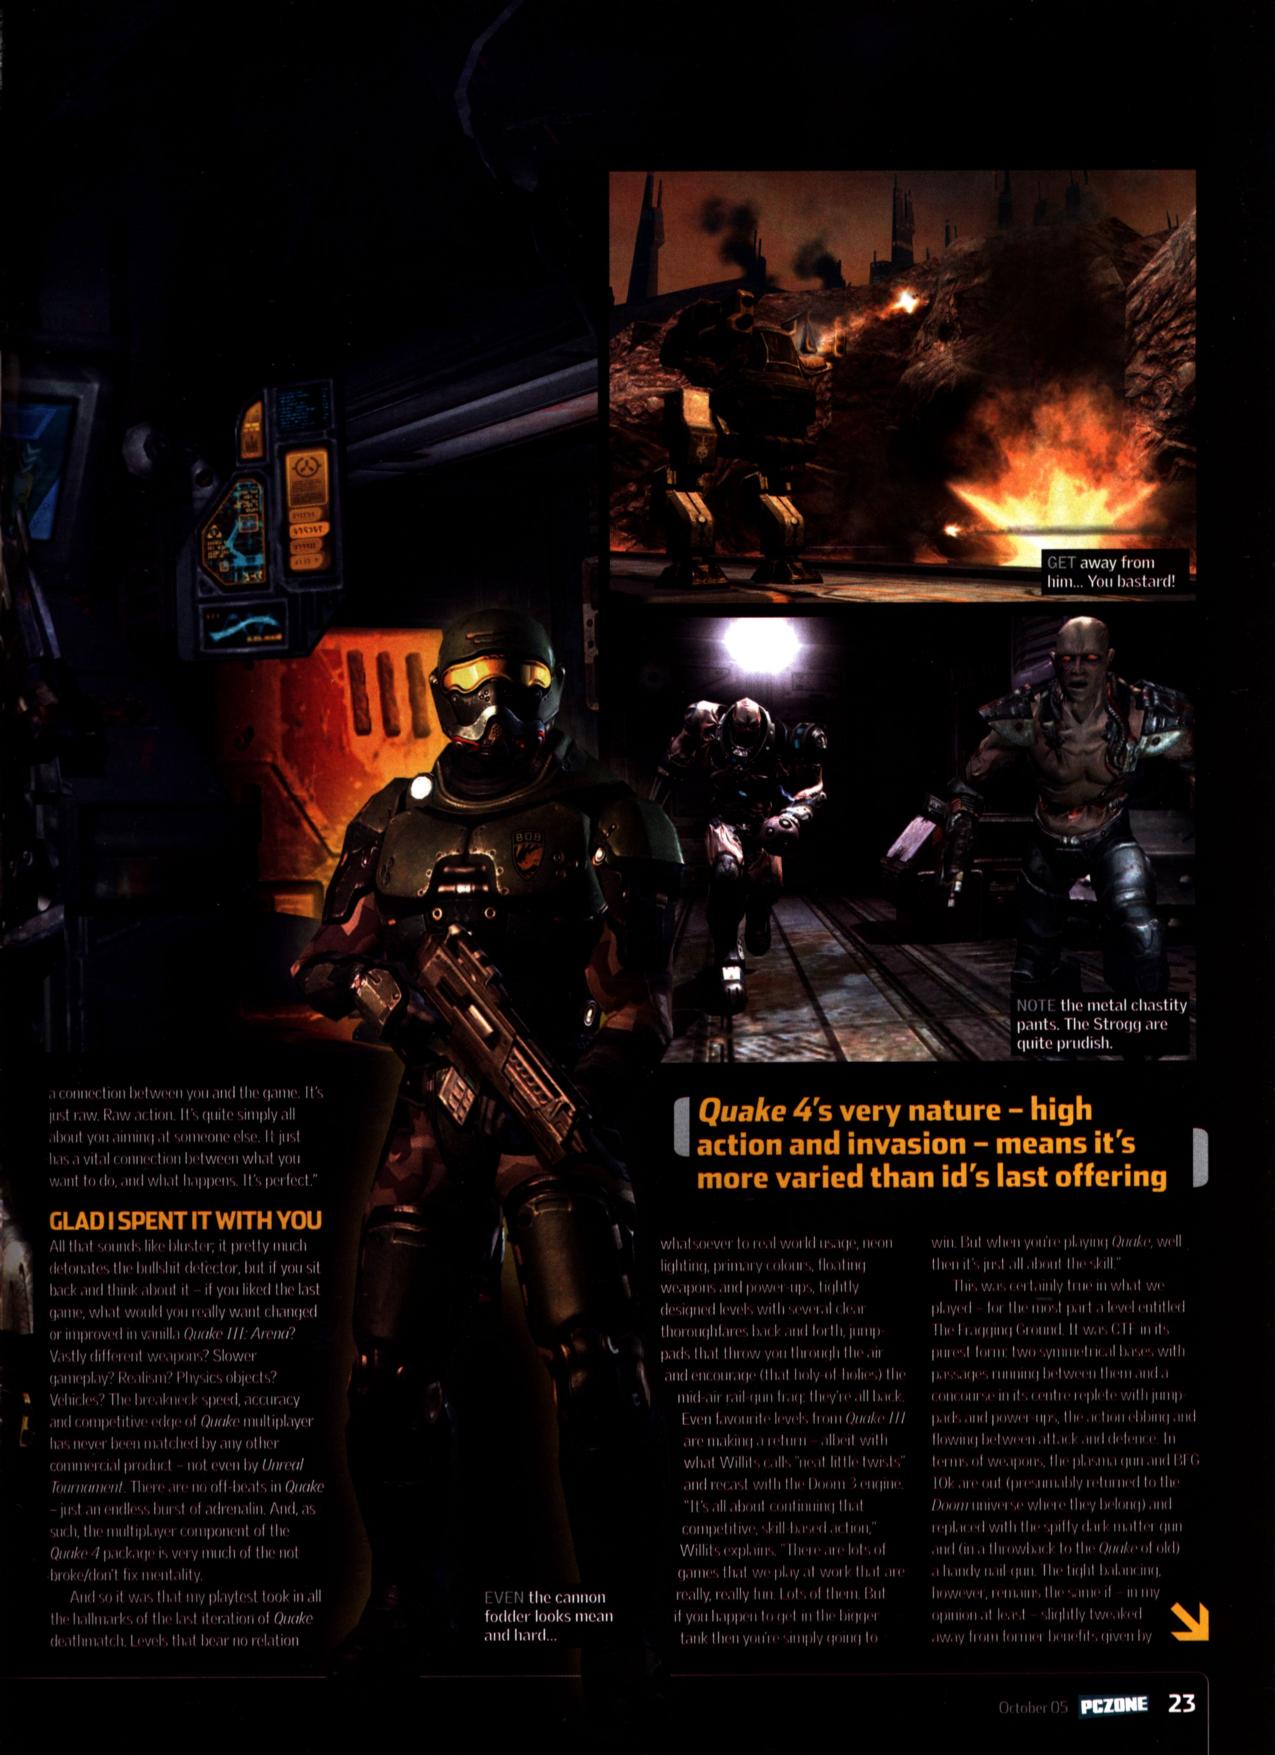 GET away from
him... You bastard!
NOTE the metal chastity
pants. The Strogg are
quite prudish.
a connection between you and the game. It's
just raw. Raw action. It's quite simply all
about you aiming at someone else. It just
has a vital connection between what you
want to do, and what happens. It's perfect."
GLAD I SPENT IT WITH YOU
All that sounds like bluster; it pretty much
detonates the bullshit detector, but if you sit
back and think about it – if you liked the last
game, what would you really want changed
or improved in vanilla Quake III: Arena?
Vastly different weapons? Slower
gameplay? Realism? Physics objects?
Vehicles? The breakneck speed, accuracy
and competitive edge of Quake multiplayer
has never been matched by any other
commercial product – not even by Unreal
Tournament. There are no off-beats in Quake
– just an endless burst of adrenalin. And, as
such, the multiplayer component of the
Quake 4 package is very much of the not
broke/don't fix mentality.
And so it was that my playtest took in all
the hallmarks of the last iteration of Quake
deathmatch. Levels that bear no relation
EVEN the cannon
fodder looks mean
and hard...
Quake 4's very nature – high
action and invasion – means it's
more varied than id's last offering
whatsoever to real world usage, neon
lighting, primary colours, floating
weapons and power-ups, tightly
designed levels with several clear
thoroughfares back and forth, jump-
pads that throw you through the air
and encourage (that holy-of-holies) the
mid-air rail-gun frag: they're all back.
Even favourite levels from Quake III
are making a return – albeit with
what Willits calls "neat little twists"
and recast with the Doom 3 engine.
"It's all about continuing that
competitive, skill-based action,"
Willits explains. "There are lots of
games that we play at work that are
really, really fun. Lots of them. But
if you happen to get in the bigger
tank then you're simply going to
win. But when you're playing Quake, well
then it's just all about the skill."
This was certainly true in what we
played – for the most part a level entitled
The Fragging Ground. It was CTF in its
purest form: two symmetrical bases with
passages running between them and a
concourse in its centre replete with jump-
pads and power-ups, the action ebbing and
flowing between attack and defence. In
terms of weapons, the plasma gun and BFG
10k are out (presumably returned to the
Doom universe where they belong) and
replaced with the spiffy dark matter gun
and (in a throwback to the Quake of old)
a handy nail-gun. The tight balancing,
however, remains the same if – in my
opinion at least – slightly tweaked
away from former benefits given by
October 05 PCZONE 23